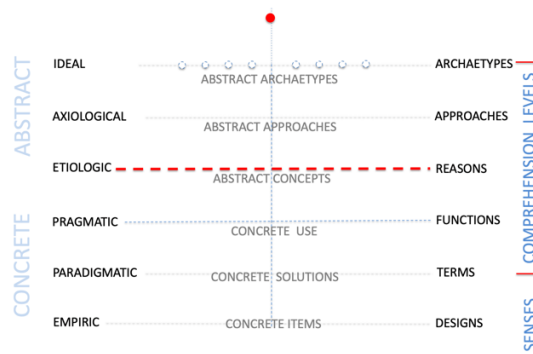 IDEAL
ARCHAETYPES
ABSTRACT ARCHAETYPES
AXIOLOGICAL
APPROACHES
ABSTRACT APPROACHES
ETIOLOGIC
REASONS
ABSTRACT CONCEPTS
PRAGMATIC
FUNCTIONS
CONCRETE USE
PARADIGMATIC
TERMS
CONCRETE SOLUTIONS
EMPIRIC
DESIGNS
CONCRETE ITEMS
ABSTRACT
CONCRETE
COMPREHENSION LEVELS
SENSES